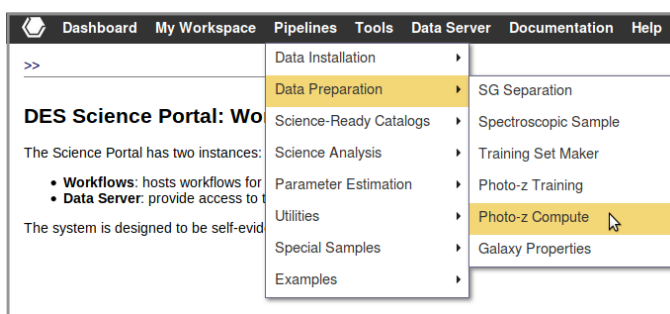 Dashboard My Workspace Pipelines Tools Data Server Documentation Help
>>
Data Installation
Data Preparation
Science-Ready Catalogs
Science Analysis
Parameter Estimation
Utilities
Special Samples
Examples
SG Separation
Spectroscopic Sample
Training Set Maker
Photo-z Training
Photo-z Compute
Galaxy Properties
DES Science Portal:
The Science Portal has two instances:
• Workflows: hosts workflows for
• Data Server: provide access to
The system is designed to be